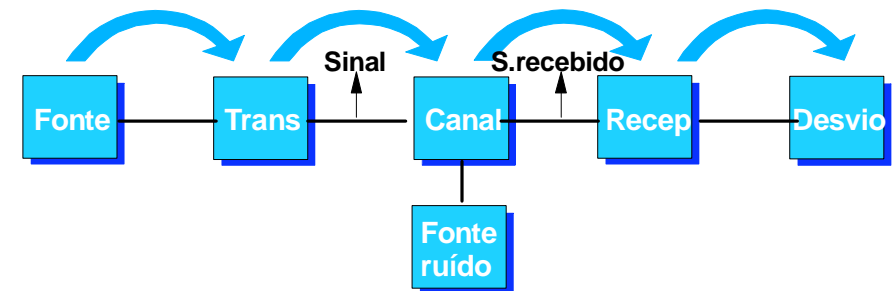 Sinal
S.recebido
Fonte
Trans
Canal
Recep
Desvio
Fonte
ruído